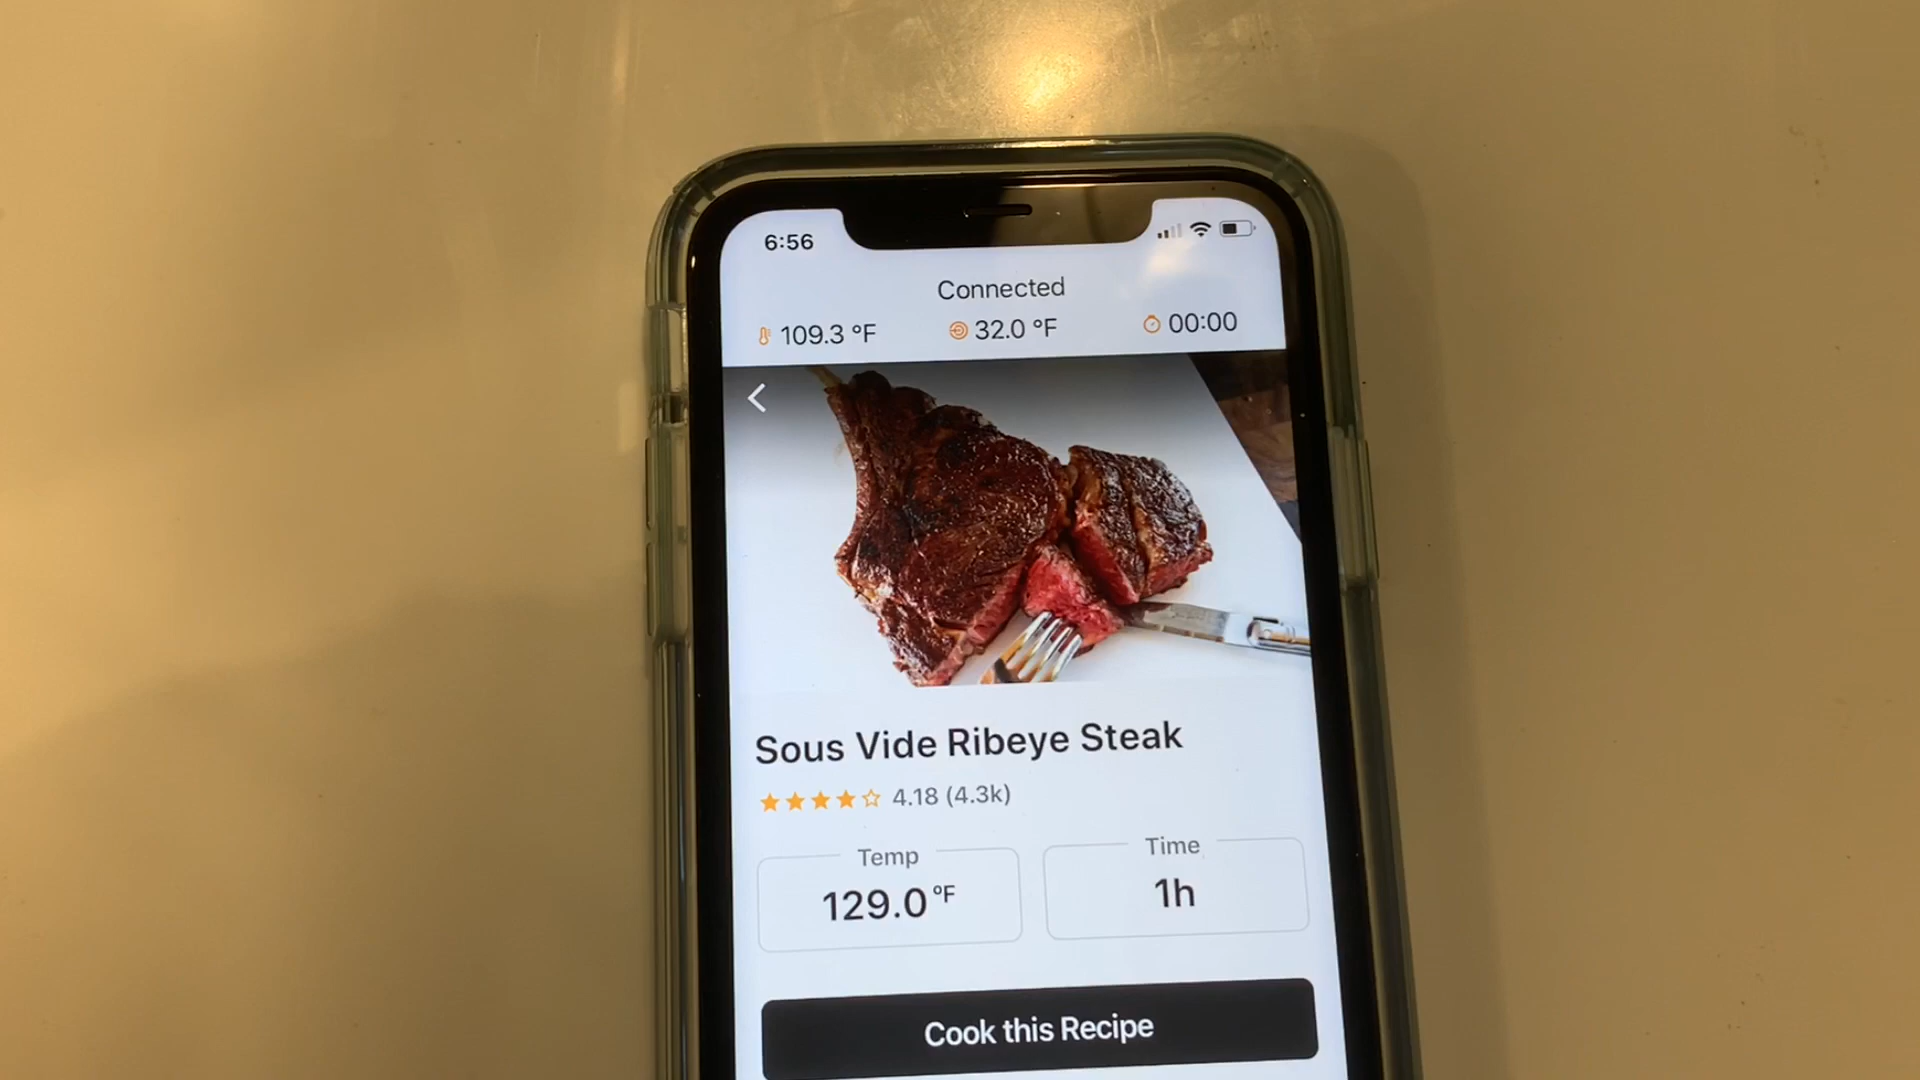 6:56
Connected
109.3 °F 32.0 °F 00:00
Sous Vide Ribeye Steak
4.18 (4.3k)
Temp Time
129.0 °F 1h
Cook this Recipe